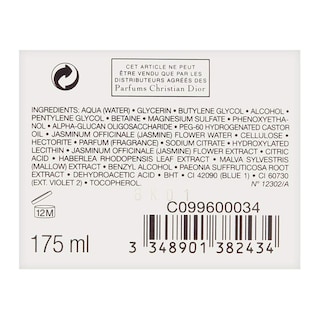 CET ARTICLE NE PEUT
ÊTRE VENDU QUE PAR LES
DISTRIBUTEURS AGRÉÉS DES
Parfums Christian Dior
INGREDIENTS: AQUA (WATER) • GLYCERIN • BUTYLENE GLYCOL • ALCOHOL •
PENTYLENE GLYCOL • BETAINE • MAGNESIUM SULFATE • PHENOXYETHA-
NOL • ALPHA-GLUCAN OLIGOSACCHARIDE • PEG-60 HYDROGENATED CASTOR
OIL • JASMINUM OFFICINALE (JASMINE) FLOWER WATER • CELLULOSE •
HECTORITE • PARFUM (FRAGRANCE) • SODIUM CITRATE • HYDROXYLATED
LECITHIN • JASMINUM OFFICINALE (JASMINE) FLOWER EXTRACT • CITRIC
ACID • HABERLEA RHODOPENSIS LEAF EXTRACT • MALVA SYLVESTRIS
(MALLOW) EXTRACT • BENZYL ALCOHOL • PAEONIA SUFFRUTICOSA ROOT
EXTRACT • DEHYDROACETIC ACID • BHT • CI 42090 (BLUE 1) • CI 60730
(EXT. VIOLET 2) • TOCOPHEROL N° 12302/A
12M
C099600034
175 ml
3 348901 382434